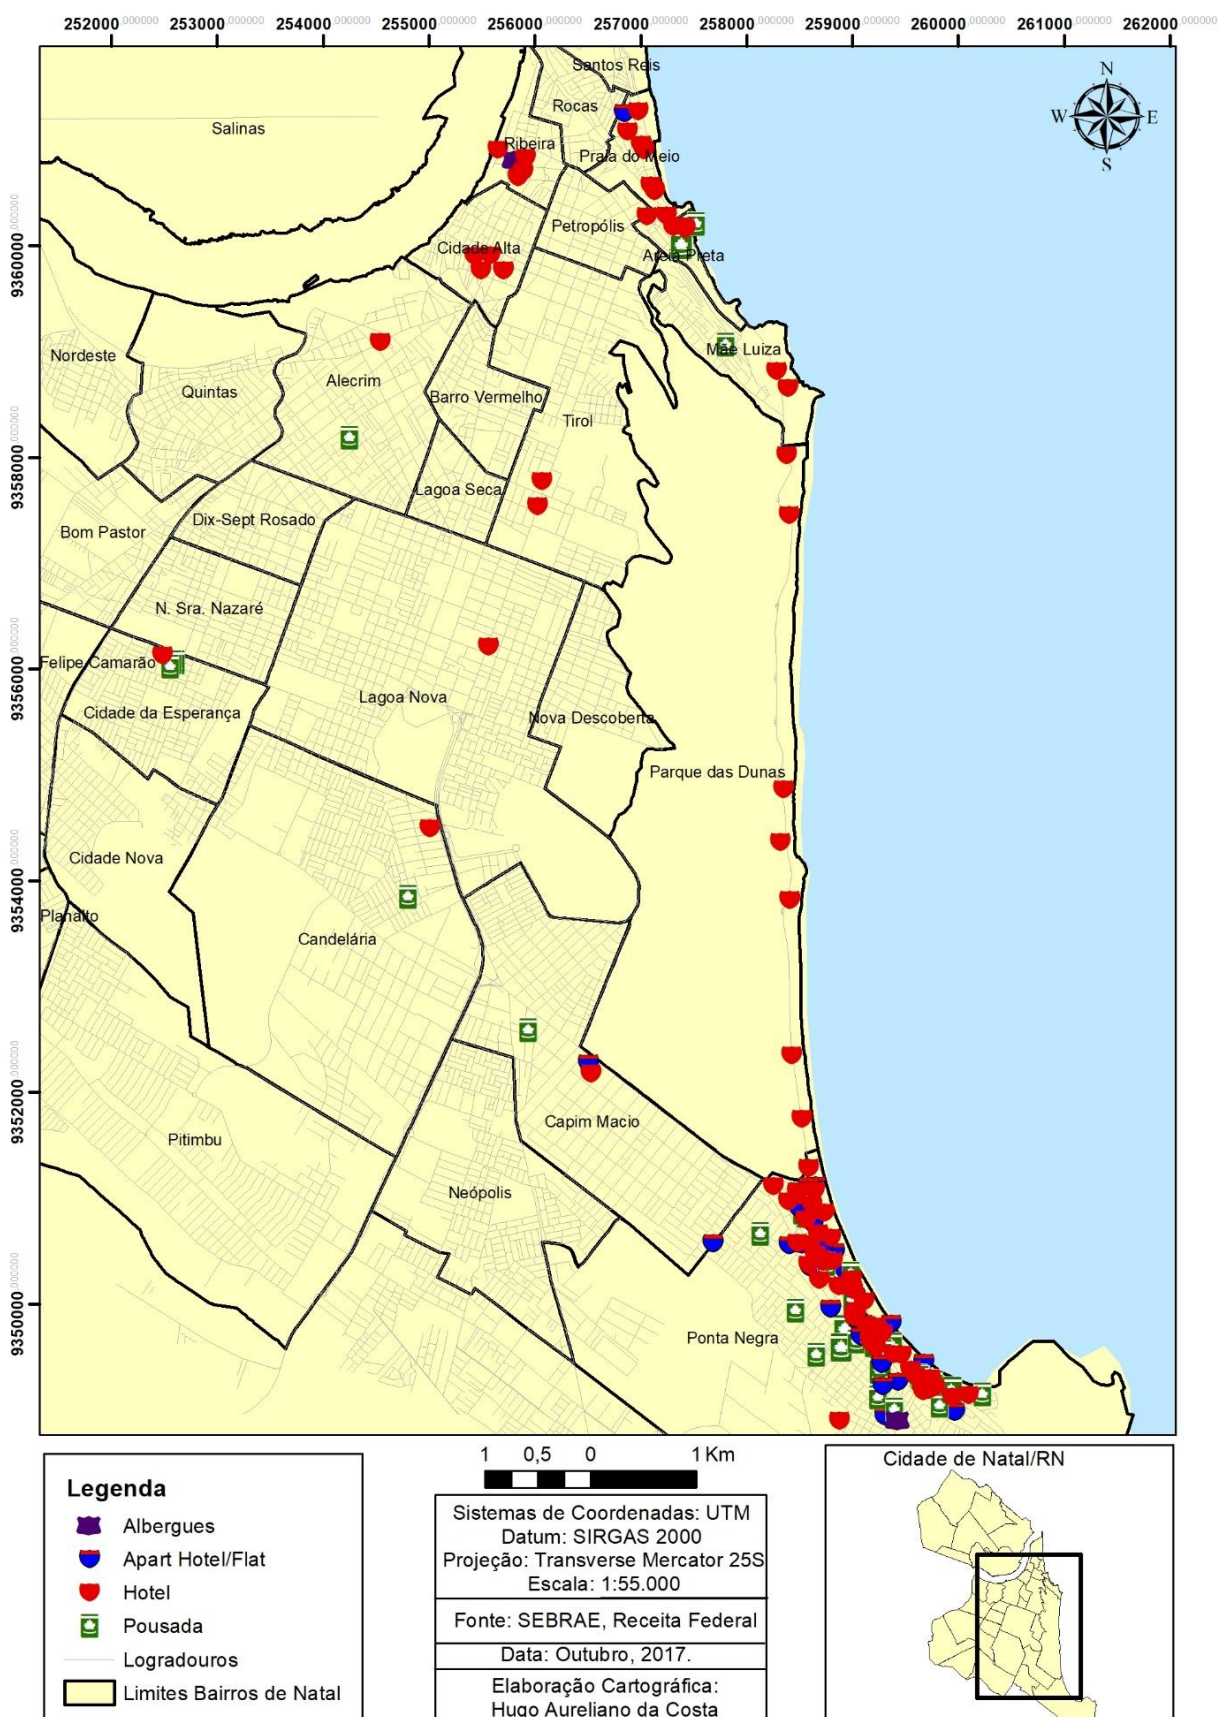 252000,000000 253000,000000 254000,000000 255000,000000 256000,000000 257000,000000 258000,000000 259000,000000 260000,000000 261000,000000 262000,000000
Santos Reis
Rocas
N
W E
S
Salinas
Ribeira
Praia do Meio
Petropólis
Cidade Alta
Areia Preta
9360000,000000
Mãe Luiza
Nordeste
Alecrim
Quintas
Barro Vermelho
Tirol
9358000,000000
Lagoa Seca
Dix-Sept Rosado
Bom Pastor
N. Sra. Nazaré
Felipe Camarão
9356000,000000
Lagoa Nova
Cidade da Esperança
Nova Descoberta
Parque das Dunas
Cidade Nova
9354000,000000
Planalto
Candelária
9352000,000000
Capim Macio
Pitimbu
Neópolis
9350000,000000
Ponta Negra
Legenda
Albergues
Apart Hotel/Flat
Hotel
Pousada
Logradouros
Limites Bairros de Natal
1 0,5 0 1 Km
Sistemas de Coordenadas: UTM
Datum: SIRGAS 2000
Projeção: Transverse Mercator 25S
Escala: 1:55.000
Fonte: SEBRAE, Receita Federal
Data: Outubro, 2017.
Elaboração Cartográfica:
Hugo Aureliano da Costa
Cidade de Natal/RN